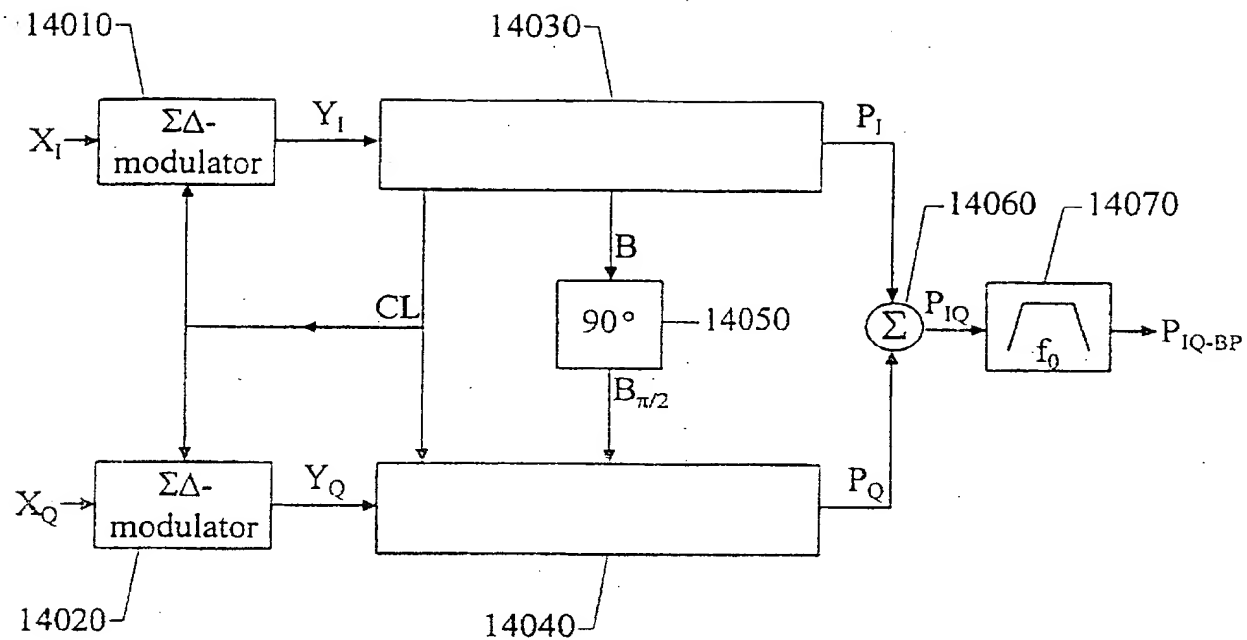 14010
14030
X_I
ΣΔ-
modulator
Y_I
P_I
14060
14070
B
CL
90°
14050
Σ
P_IQ
f_0
P_IQ-BP
B_π/2
X_Q
ΣΔ-
modulator
Y_Q
P_Q
14020
14040